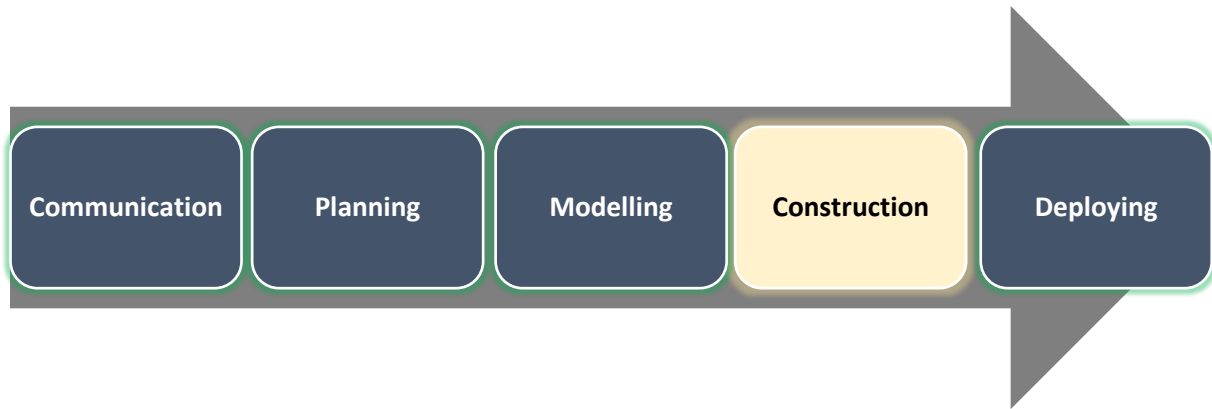 Communication
Planning
Modelling
Construction
Deploying